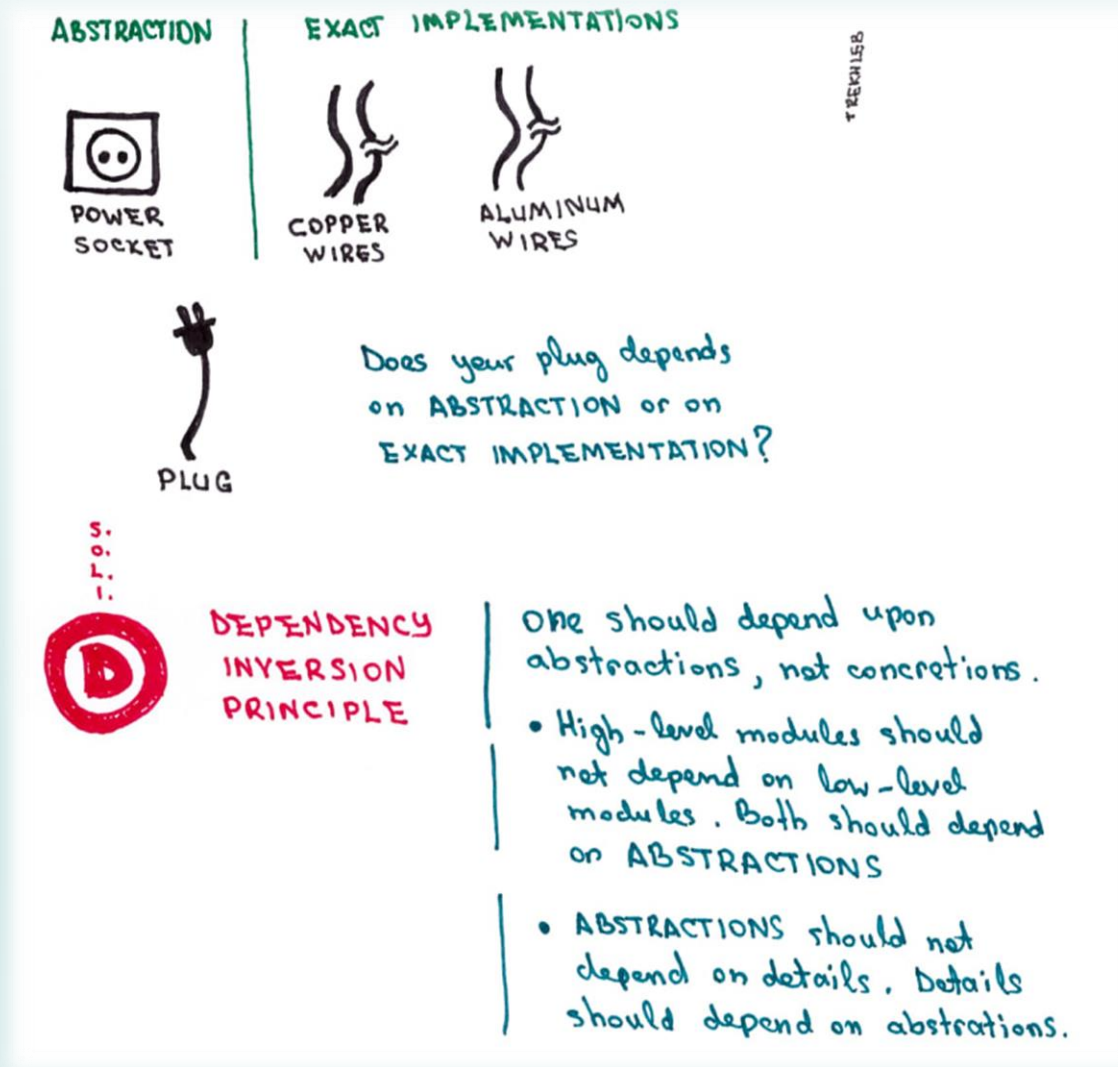 ABSTRACTION
EXACT IMPLEMENTATIONS
TREKHLEB
POWER
SOCKET
COPPER
WIRES
ALUMINUM
WIRES
PLUG
Does your plug depends
on ABSTRACTION or on
EXACT IMPLEMENTATION?
S.
O.
L.
I.
D
DEPENDENCY
INVERSION
PRINCIPLE
One should depend upon
abstractions, not concretions.
• High-level modules should
not depend on low-level
modules. Both should depend
on ABSTRACTIONS
• ABSTRACTIONS should not
depend on details. Details
should depend on abstrations.